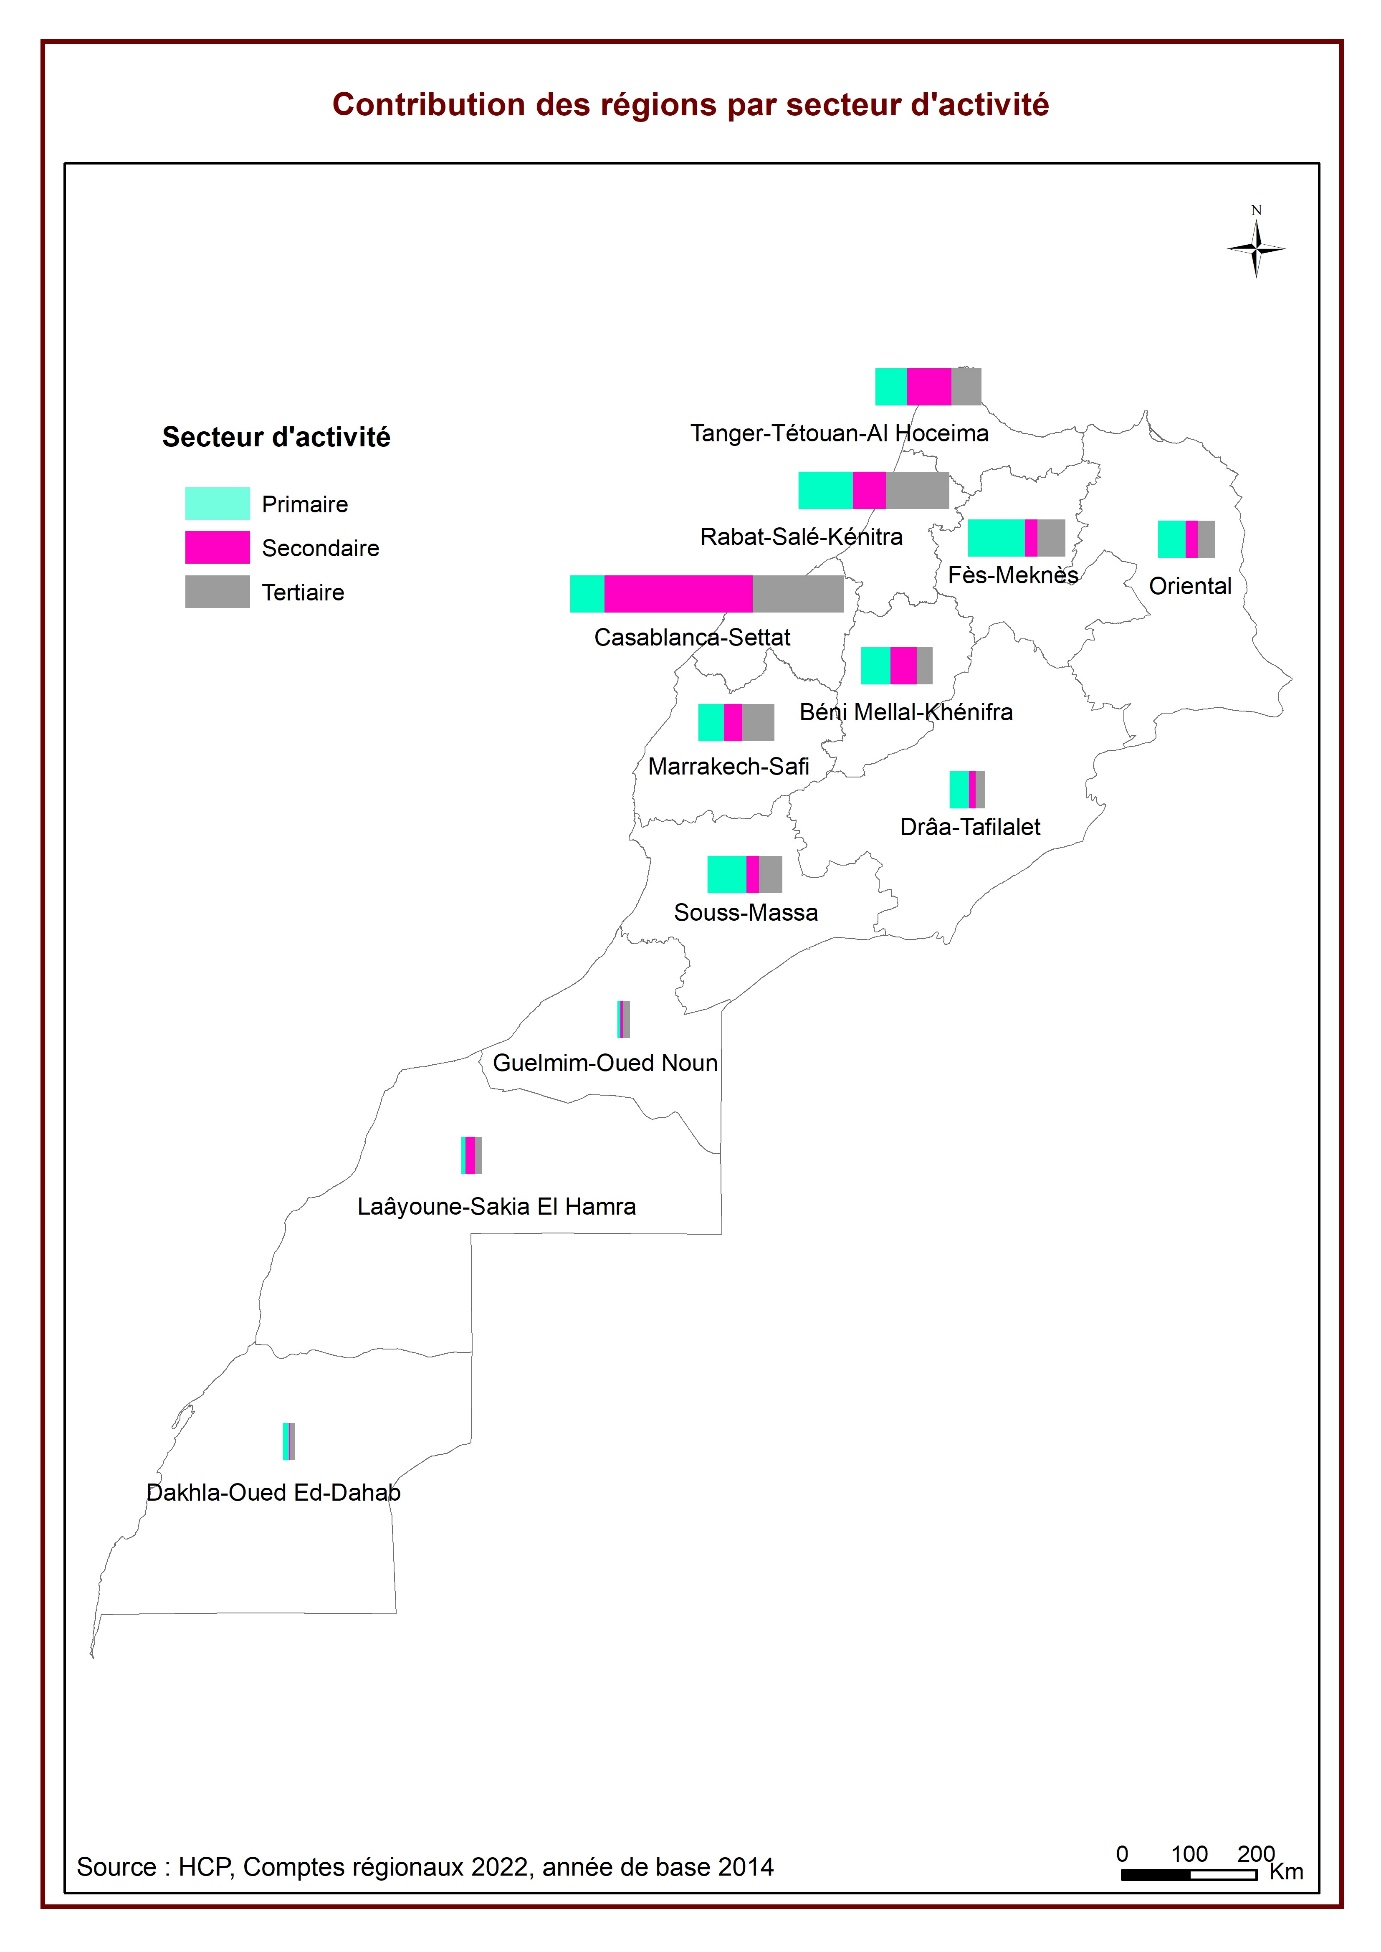 Contribution des régions par secteur d'activité
N
Secteur d'activité
Primaire
Secondaire
Tertiaire
Tanger-Tétouan-Al Hoceima
Rabat-Salé-Kénitra
Fès-Meknès
Oriental
Casablanca-Settat
Béni Mellal-Khénifra
Marrakech-Safi
Drâa-Tafilalet
Souss-Massa
Guelmim-Oued Noun
Laâyoune-Sakia El Hamra
Dakhla-Oued Ed-Dahab
Source : HCP, Comptes régionaux 2022, année de base 2014
0 100 200
Km